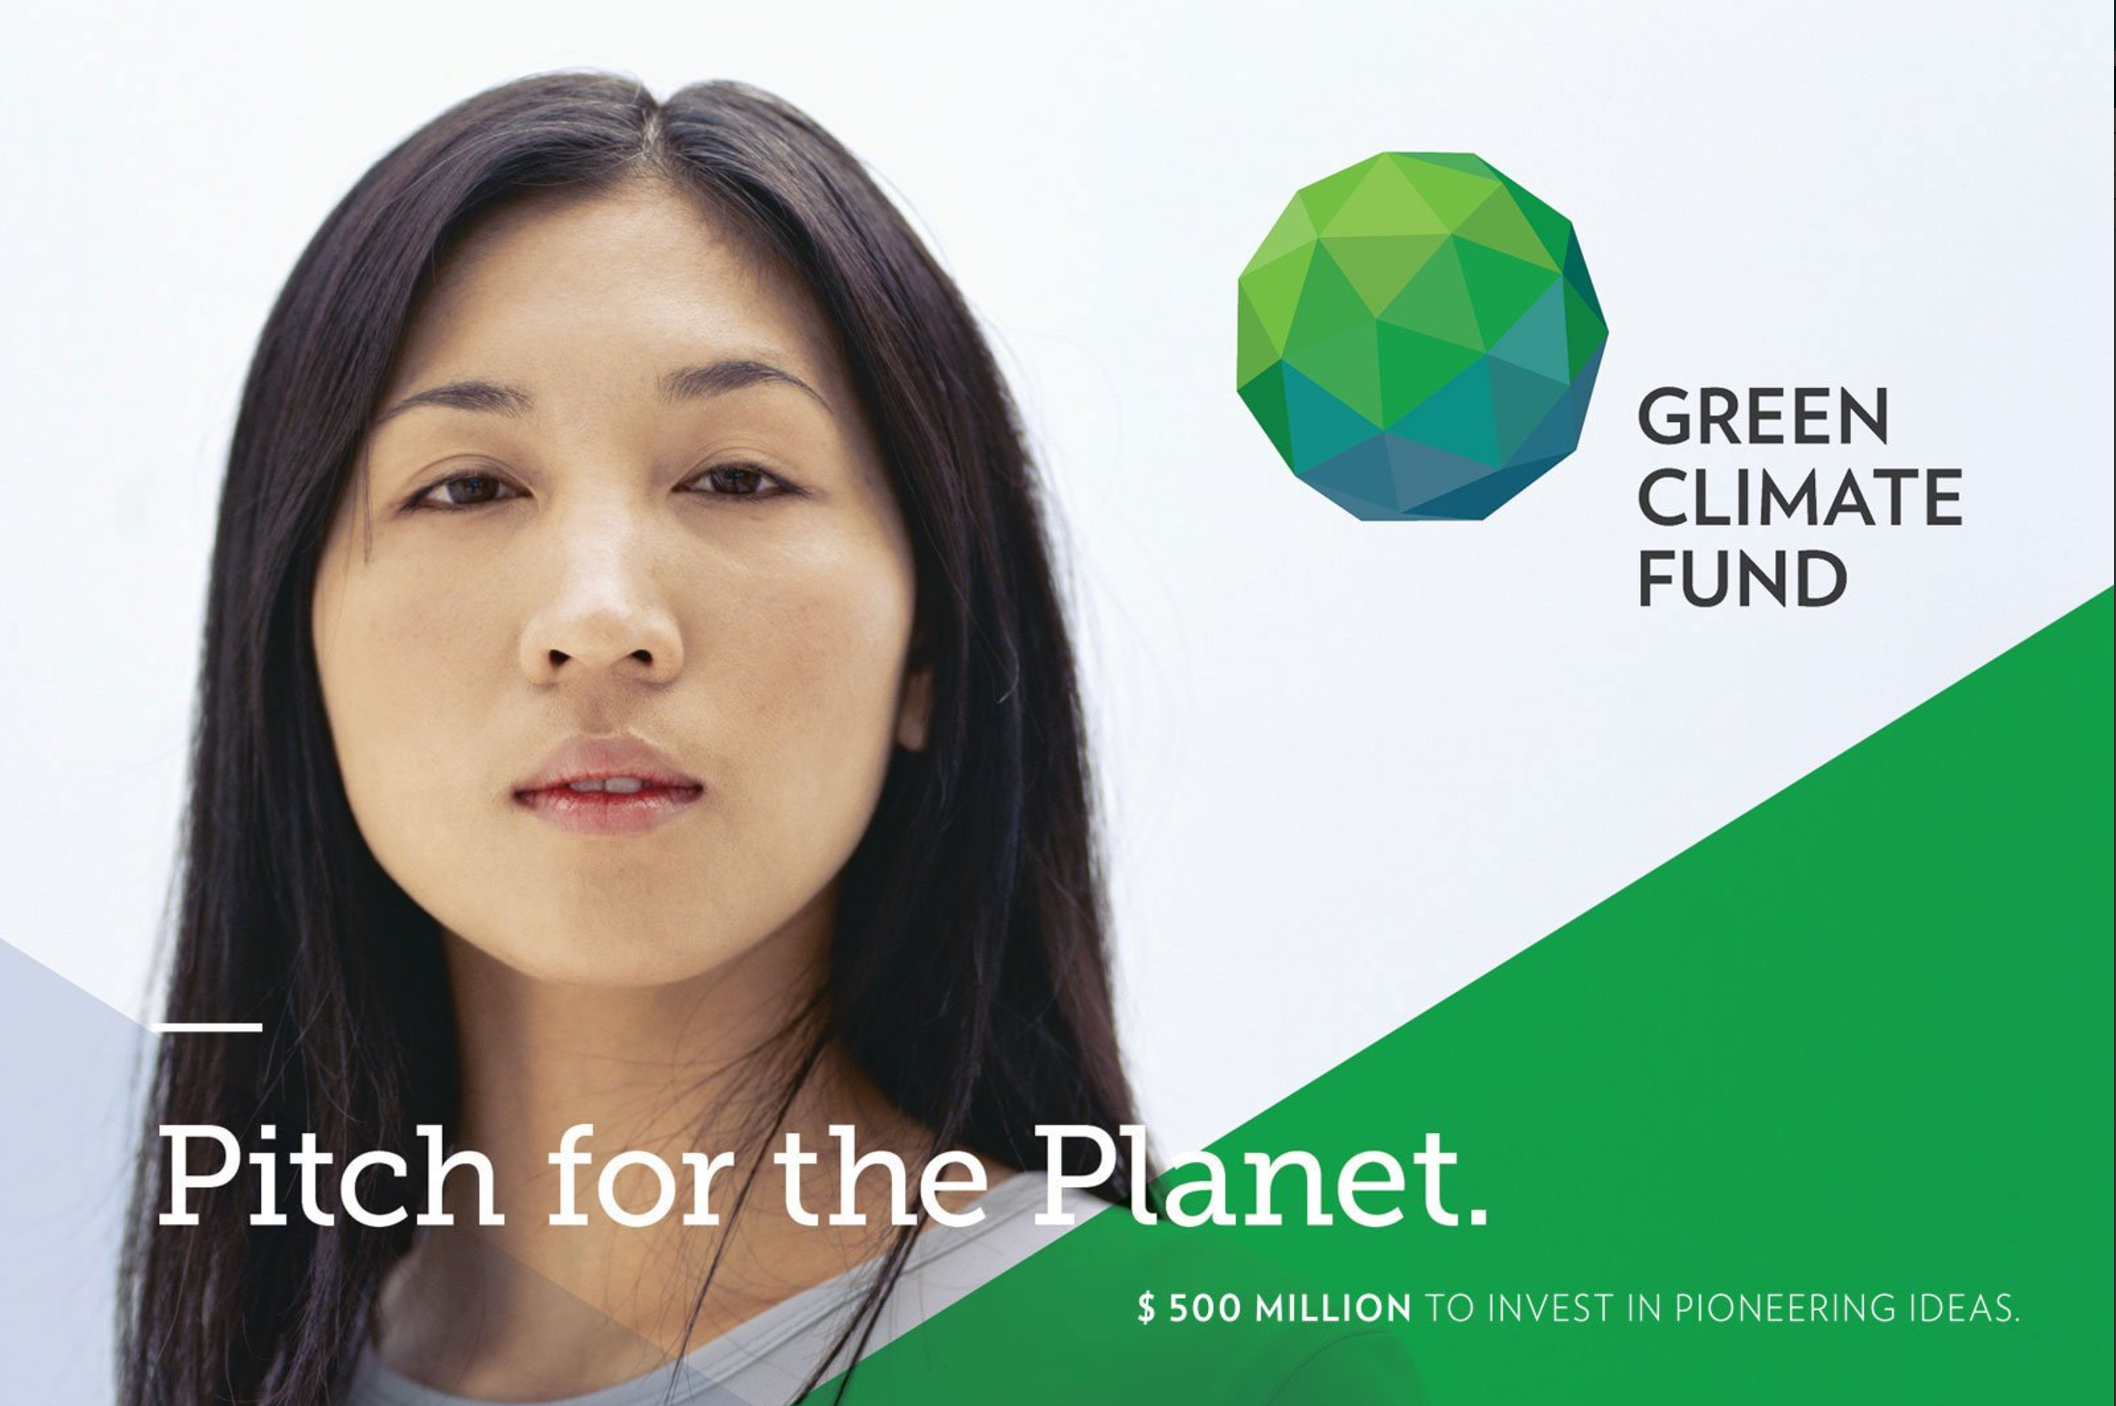 GREEN
CLIMATE
FUND
Pitch for the Planet.
$ 500 MILLION TO INVEST IN PIONEERING IDEAS.